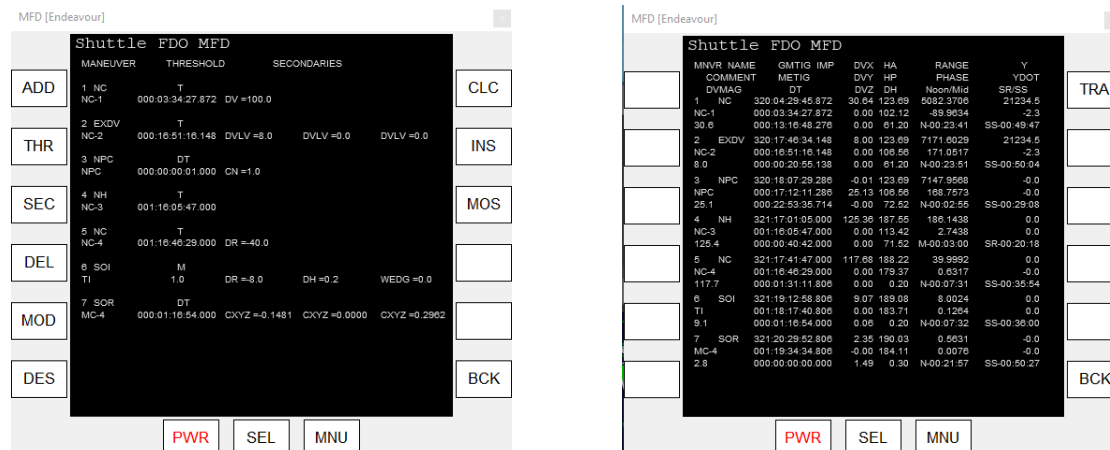 MFD [Endeavour]
x
Shuttle FDO MFD
MANEUVER THRESHOLD SECONDARIES
1 NC T
NC-1 000:03:34:27.872 DV =100.0
2 EXDV T
NC-2 000:16:51:16.148 DVLV =8.0 DVLV =0.0 DVLV =0.0
3 NPC DT
NPC 000:00:00:01.000 CN =1.0
4 NH T
NC-3 001:16:05:47.000
5 NC T
NC-4 001:16:46:29.000 DR =-40.0
6 SOI M
TI 1.0 DR =-8.0 DH =0.2 WEDG =0.0
7 SOR DT
MC-4 000:01:16:54.000 CXYZ =-0.1481 CXYZ =0.0000 CXYZ =0.2962
ADD
THR
SEC
DEL
MOD
DES
CLC
INS
MOS
BCK
PWR SEL MNU
MFD [Endeavour]
Shuttle FDO MFD
MNVR NAME GMTIG IMP DVX HA RANGE Y
COMMENT METIG DVY HP PHASE YDOT
DVMAG DT DVZ DH Noon/Mid SR/SS
1 NC 320:04:29:45.872 30.64 123.69 5082.3706 21234.5
NC-1 000:03:34:27.872 0.00 102.12 -89.9634 -2.3
30.6 000:13:16:48.276 0.00 61.20 N-00:23:41 SS-00:49:47
2 EXDV 320:17:46:34.148 8.00 123.69 7171.6029 21234.5
NC-2 000:16:51:16.148 0.00 106.56 171.0517 -2.3
8.0 000:00:20:55.138 0.00 61.20 N-00:23:51 SS-00:50:04
3 NPC 320:18:07:29.286 -0.01 123.69 7147.9568 -0.0
NPC 000:17:12:11.286 25.13 106.56 168.7573 -0.0
25.1 000:22:53:35.714 -0.00 72.52 N-00:02:55 SS-00:29:08
4 NH 321:17:01:05.000 125.36 187.55 186.1438 0.0
NC-3 001:16:05:47.000 0.00 113.42 2.7438 0.0
125.4 000:00:40:42.000 0.00 71.52 M-00:03:00 SR-00:20:18
5 NC 321:17:41:47.000 117.68 188.22 39.9992 0.0
NC-4 001:16:46:29.000 0.00 179.37 0.6317 -0.0
117.7 000:01:31:11.806 0.00 0.20 N-00:07:31 SS-00:35:54
6 SOI 321:19:12:58.806 9.07 189.08 8.0024 0.0
TI 001:18:17:40.806 0.00 183.71 0.1264 0.0
9.1 000:01:16:54.000 0.06 0.20 N-00:07:32 SS-00:36:00
7 SOR 321:20:29:52.806 2.35 190.03 0.5631 -0.0
MC-4 001:19:34:34.806 -0.00 184.11 0.0076 -0.0
2.8 000:00:00:00.000 1.49 0.30 N-00:21:57 SS-00:50:27
TRA
BCK
PWR SEL MNU